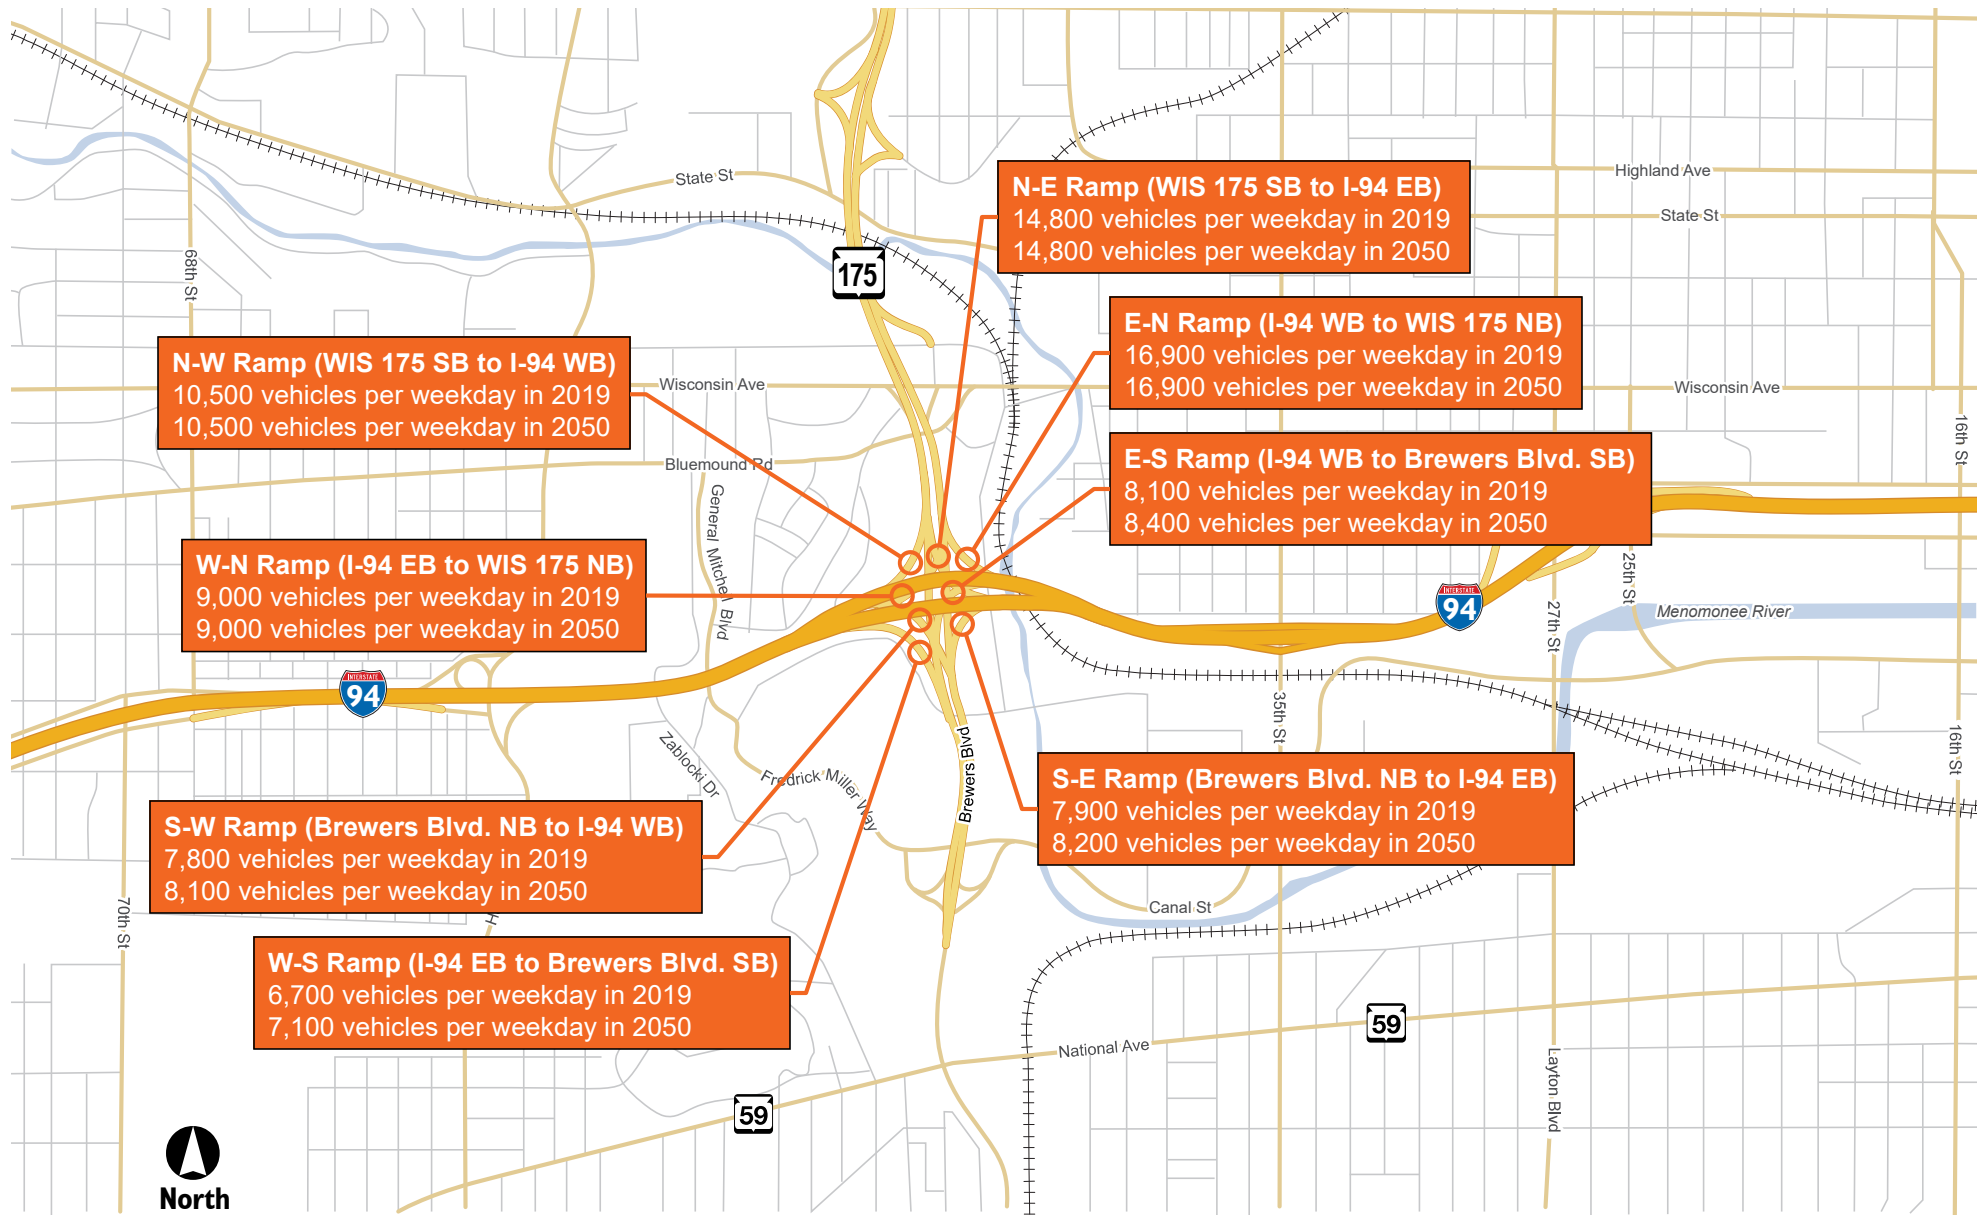 State St
Highland Ave
State St
N-E Ramp (WIS 175 SB to I-94 EB)
14,800 vehicles per weekday in 2019
14,800 vehicles per weekday in 2050
68th St
175
E-N Ramp (I-94 WB to WIS 175 NB)
16,900 vehicles per weekday in 2019
16,900 vehicles per weekday in 2050
N-W Ramp (WIS 175 SB to I-94 WB)
10,500 vehicles per weekday in 2019
10,500 vehicles per weekday in 2050
Wisconsin Ave
Wisconsin Ave
16th St
Bluemound Rd
E-S Ramp (I-94 WB to Brewers Blvd. SB)
8,100 vehicles per weekday in 2019
8,400 vehicles per weekday in 2050
General Mitchell Blvd
W-N Ramp (I-94 EB to WIS 175 NB)
9,000 vehicles per weekday in 2019
9,000 vehicles per weekday in 2050
25th St
INTERSTATE
94
27th St
Menomonee River
INTERSTATE
94
35th St
16th St
Zablocki Dr
Fredrick Miller Way
Brewers Blvd
S-E Ramp (Brewers Blvd. NB to I-94 EB)
7,900 vehicles per weekday in 2019
8,200 vehicles per weekday in 2050
S-W Ramp (Brewers Blvd. NB to I-94 WB)
7,800 vehicles per weekday in 2019
8,100 vehicles per weekday in 2050
70th St
H
Canal St
W-S Ramp (I-94 EB to Brewers Blvd. SB)
6,700 vehicles per weekday in 2019
7,100 vehicles per weekday in 2050
59
National Ave
Layton Blvd
59
North